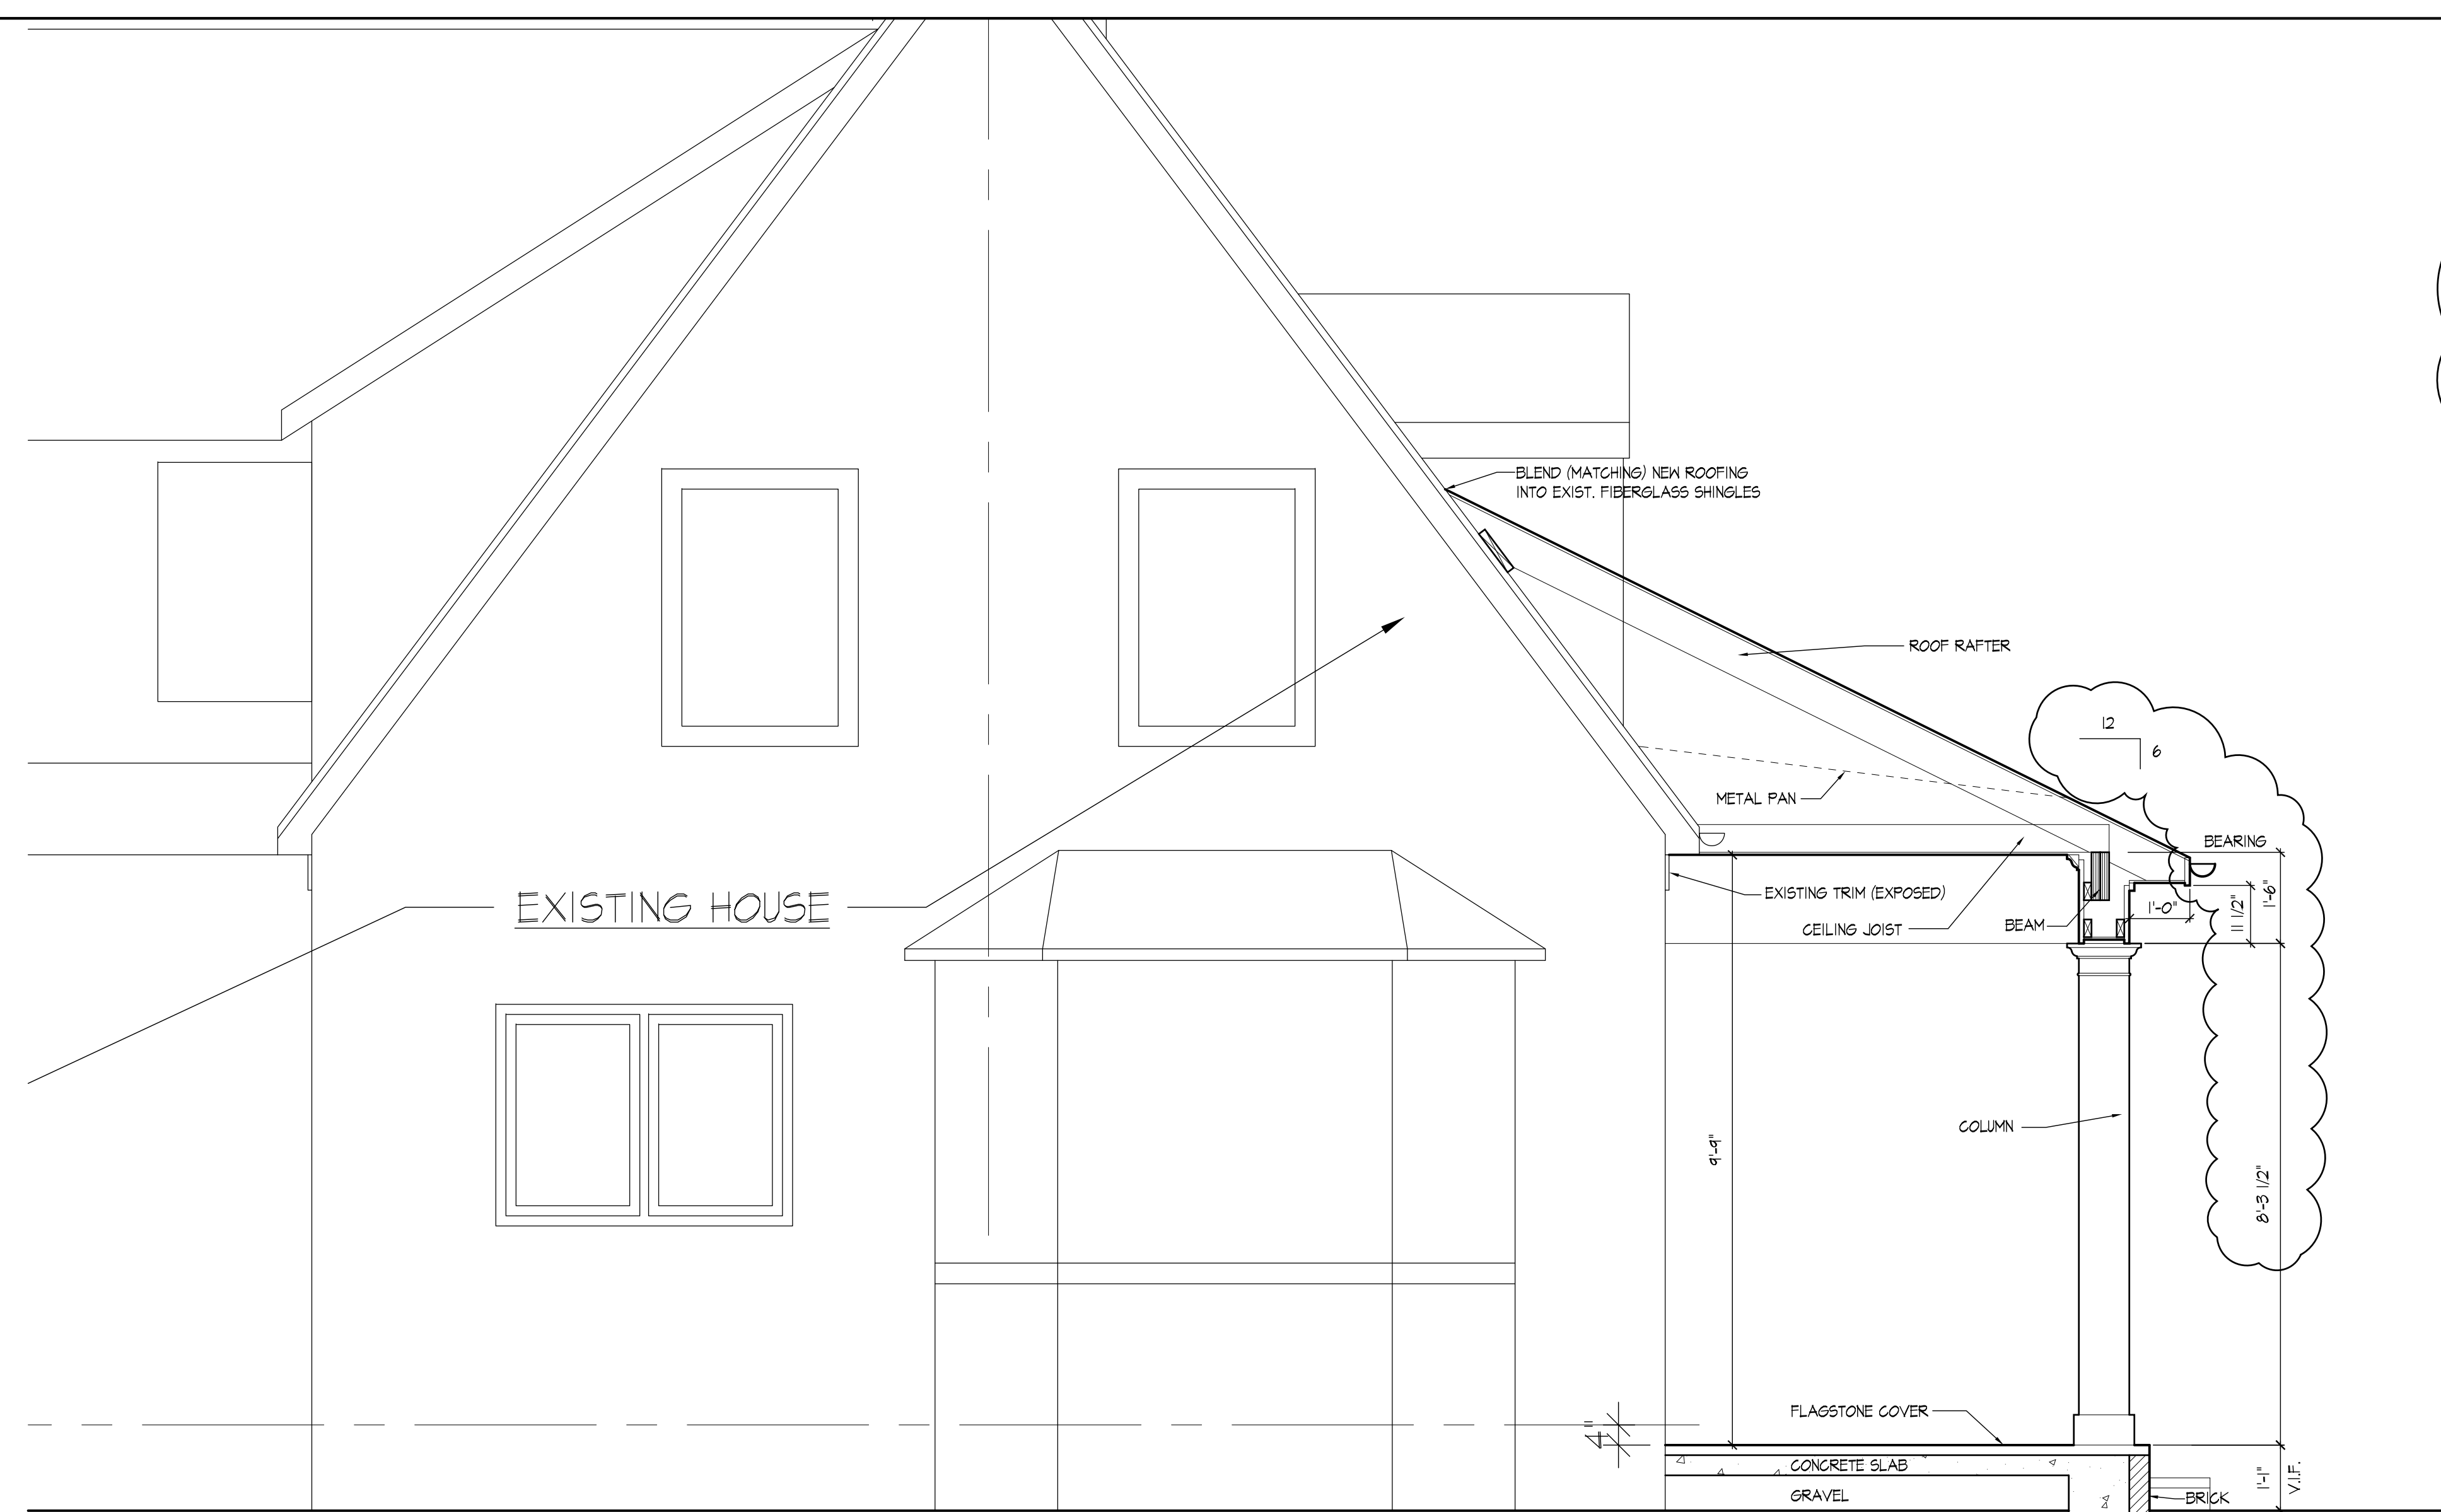 BLEND (MATCHING) NEW ROOFING
INTO EXIST. FIBERGLASS SHINGLES
ROOF RAFTER
12
6
METAL PAN
BEARING
EXISTING HOUSE
EXISTING TRIM (EXPOSED)
CEILING JOIST
BEAM
1'-0"
11 1/2"
1'-6"
COLUMN
9'-9"
8'-3 1/2"
FLAGSTONE COVER
4"
CONCRETE SLAB
GRAVEL
BRICK
1'-1"
V.I.F.